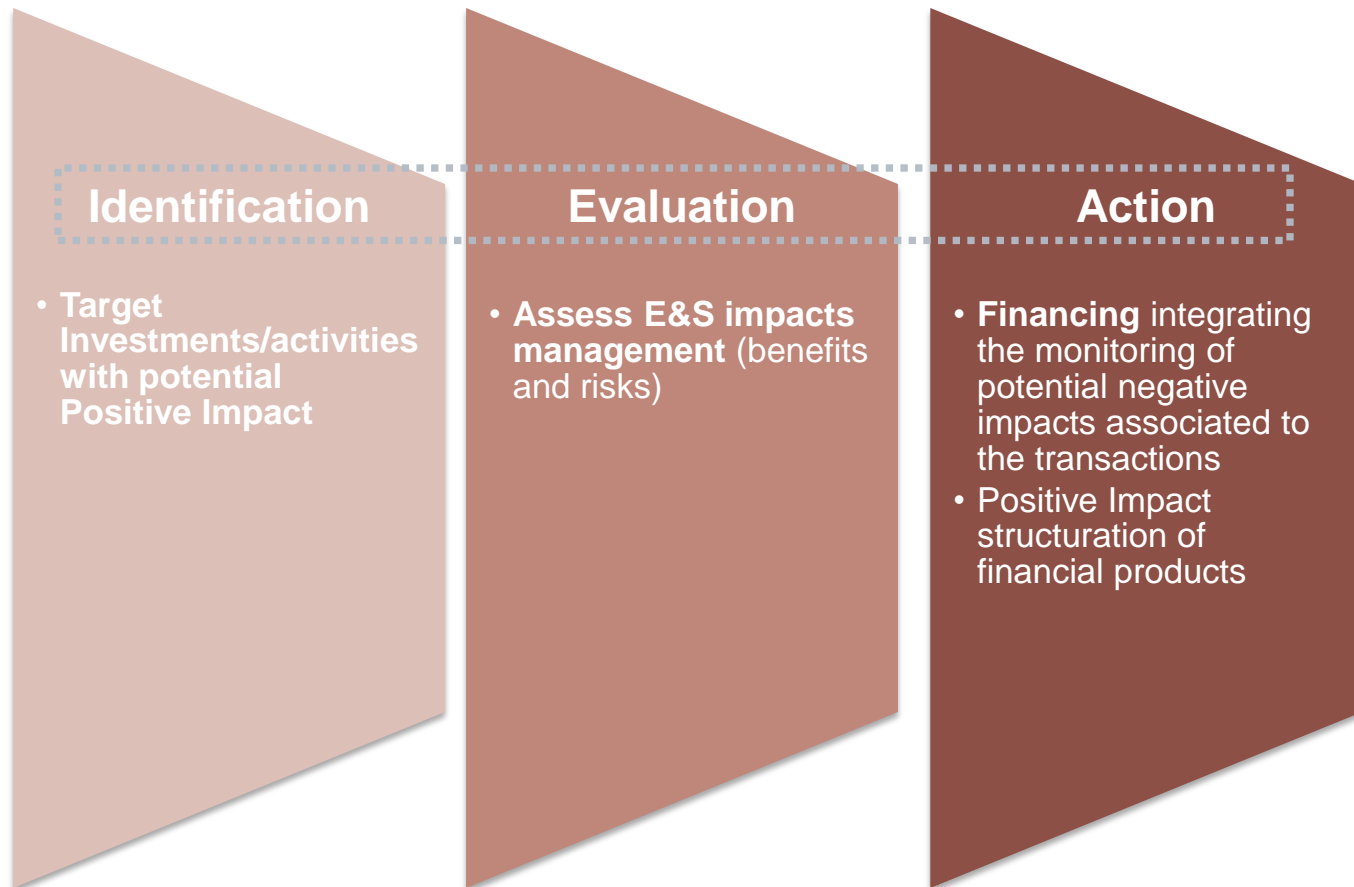 Identification
• Target
Investments/activities
with potential
Positive Impact
Evaluation
• Assess E&S impacts
management (benefits
and risks)
Action
• Financing integrating
the monitoring of
potential negative
impacts associated to
the transactions
• Positive Impact
structuration of
financial products